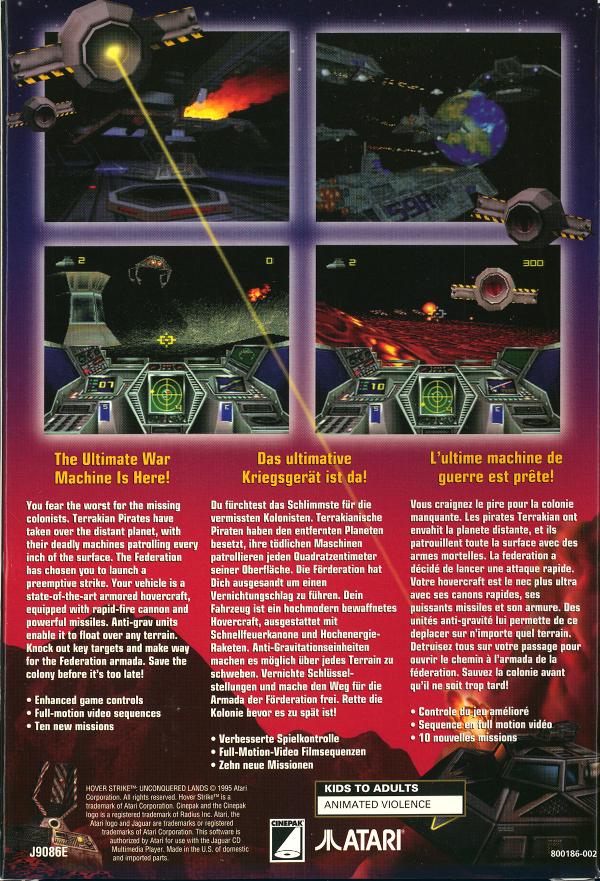 2
0
07
S
E
59A
2
300
10
S
E
The Ultimate War
Machine Is Here!
You fear the worst for the missing
colonists. Terrakian Pirates have
taken over the distant planet, with
their deadly machines patrolling every
inch of the surface. The Federation
has chosen you to launch a
preemptive strike. Your vehicle is a
state-of-the-art armored hovercraft,
equipped with rapid-fire cannon and
powerful missiles. Anti-grav units
enable it to float over any terrain.
Knock out key targets and make way
for the Federation armada. Save the
colony before it's too late!
• Enhanced game controls
• Full-motion video sequences
• Ten new missions
Das ultimative
Kriegsgerät ist da!
Du fürchtest das Schlimmste für die
vermissten Kolonisten. Terrakianische
Piraten haben den entfernten Planeten
besetzt, ihre tödlichen Maschinen
patrollieren jeden Quadratzentimeter
seiner Oberfläche. Die Förderation hat
Dich ausgesandt um einen
Vernichtungschlag zu führen. Dein
Fahrzeug ist ein hochmodern bewaffnetes
Hovercraft, ausgestattet mit
Schnellfeuerkanone und Hochenergie-
Raketen. Anti-Gravitationseinheiten
machen es möglich über jedes Terrain zu
schweben. Vernichte Schlüssel-
stellungen und mache den Weg für die
Armada der Förderation frei. Rette die
Kolonie bevor es zu spät ist!
• Verbesserte Spielkontrolle
• Full-Motion-Video Filmsequenzen
• Zehn neue Missionen
L'ultime machine de
guerre est prête!
Vous craignez le pire pour la colonie
manquante. Les pirates Terrakian ont
envahit la planete distante, et ils
patrouillent toute la surface avec des
armes mortelles. La federation a
décidé de lancer une attaque rapide.
Votre hovercraft est le nec plus ultra
avec ses canons rapides, ses
puissants missiles et son armure. Des
unités anti-gravité lui permette de ce
deplacer sur n'importe quel terrain.
Detruisez tous sur votre passage pour
ouvrir le chemin à l'armada de la
féderation. Sauvez la colonie avant
qu'il ne soit trop tard!
• Controle du jeu amélioré
• Sequence en full motion vidéo
• 10 nouvelles missions
J9086E
HOVER STRIKE™: UNCONQUERED LANDS © 1995 Atari
Corporation. All rights reserved. Hover Strike™ is a
trademark of Atari Corporation. Cinepak and the Cinepak
logo is a registered trademark of Radius Inc. Atari, the
Atari logo and Jaguar are trademarks or registered
trademarks of Atari Corporation. This software is
authorized by Atari for use with the Jaguar CD
Multimedia Player. Made in the U.S. of domestic
and imported parts.
KIDS TO ADULTS
ANIMATED VIOLENCE
CINEPAK
ATARI®
800186-002